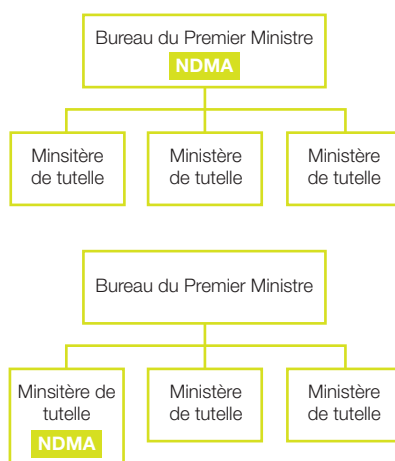 Bureau du Premier Ministre
NDMA
Minsitère
de tutelle
Ministère
de tutelle
Ministère
de tutelle
Bureau du Premier Ministre
Minsitère de
tutelle
NDMA
Ministère
de tutelle
Ministère
de tutelle